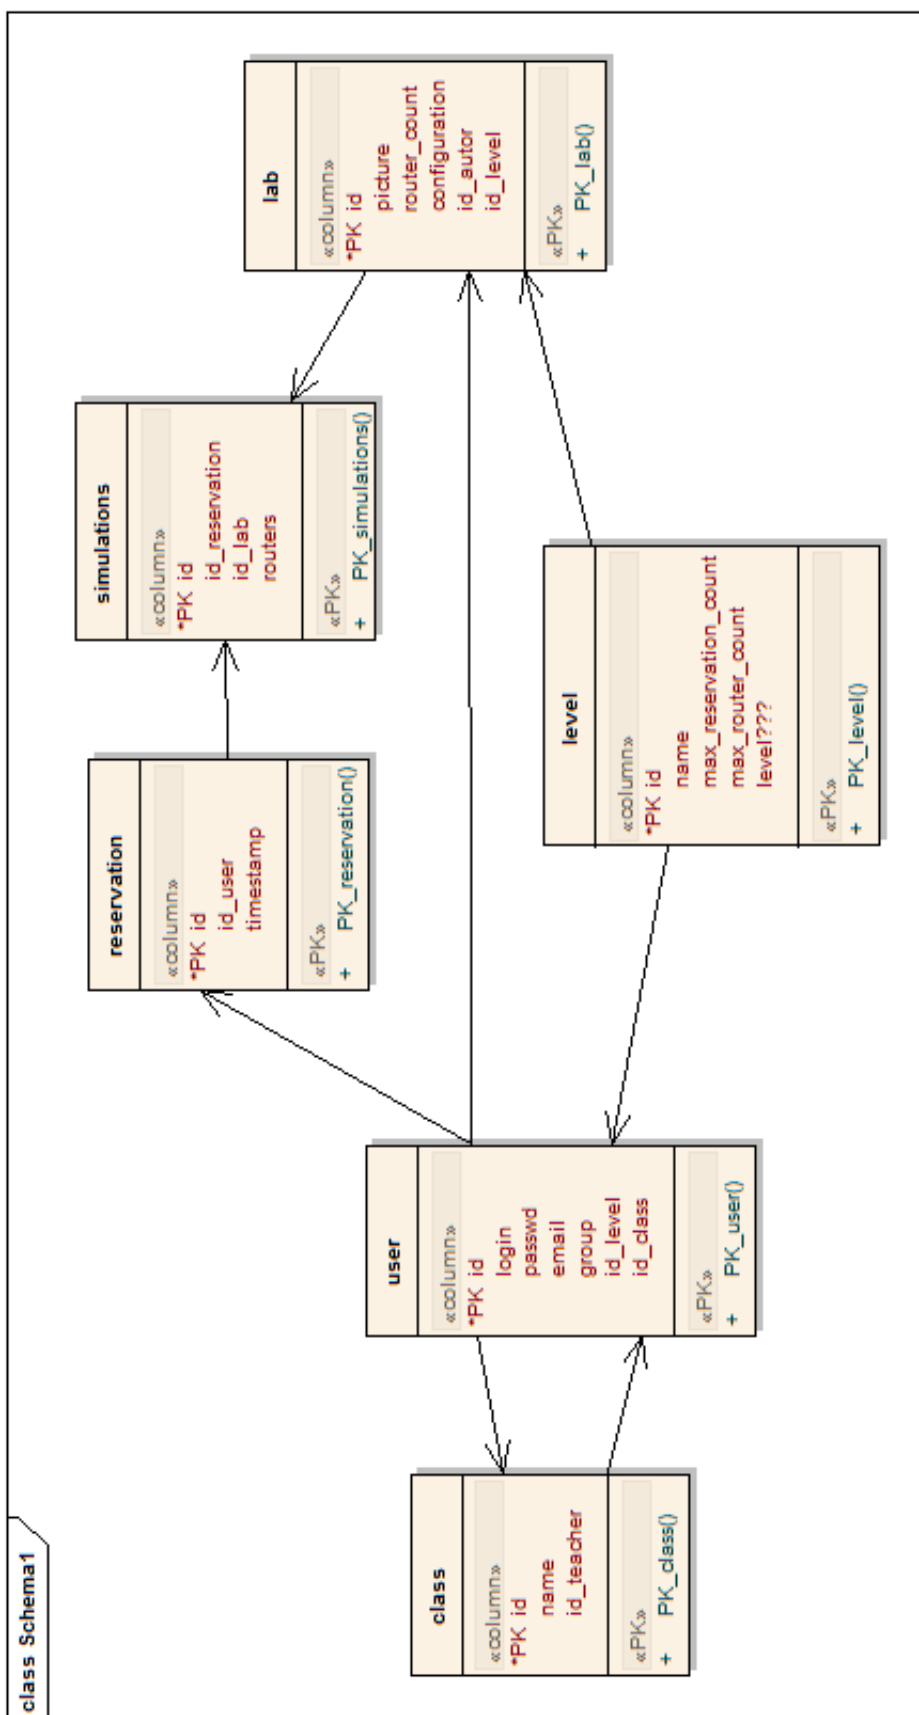 class Schema1
class
«column»
*PK id
name
id_teacher
«PK»
+ PK_class()
user
«column»
*PK id
login
passwd
email
group
id_level
id_class
«PK»
+ PK_user()
reservation
«column»
*PK id
id_user
timestamp
«PK»
+ PK_reservation()
simulations
«column»
*PK id
id_reservation
id_lab
routers
«PK»
+ PK_simulations()
lab
«column»
*PK id
picture
router_count
configuration
id_autor
id_level
«PK»
+ PK_lab()
level
«column»
*PK id
name
max_reservation_count
max_router_count
level???
«PK»
+ PK_level()